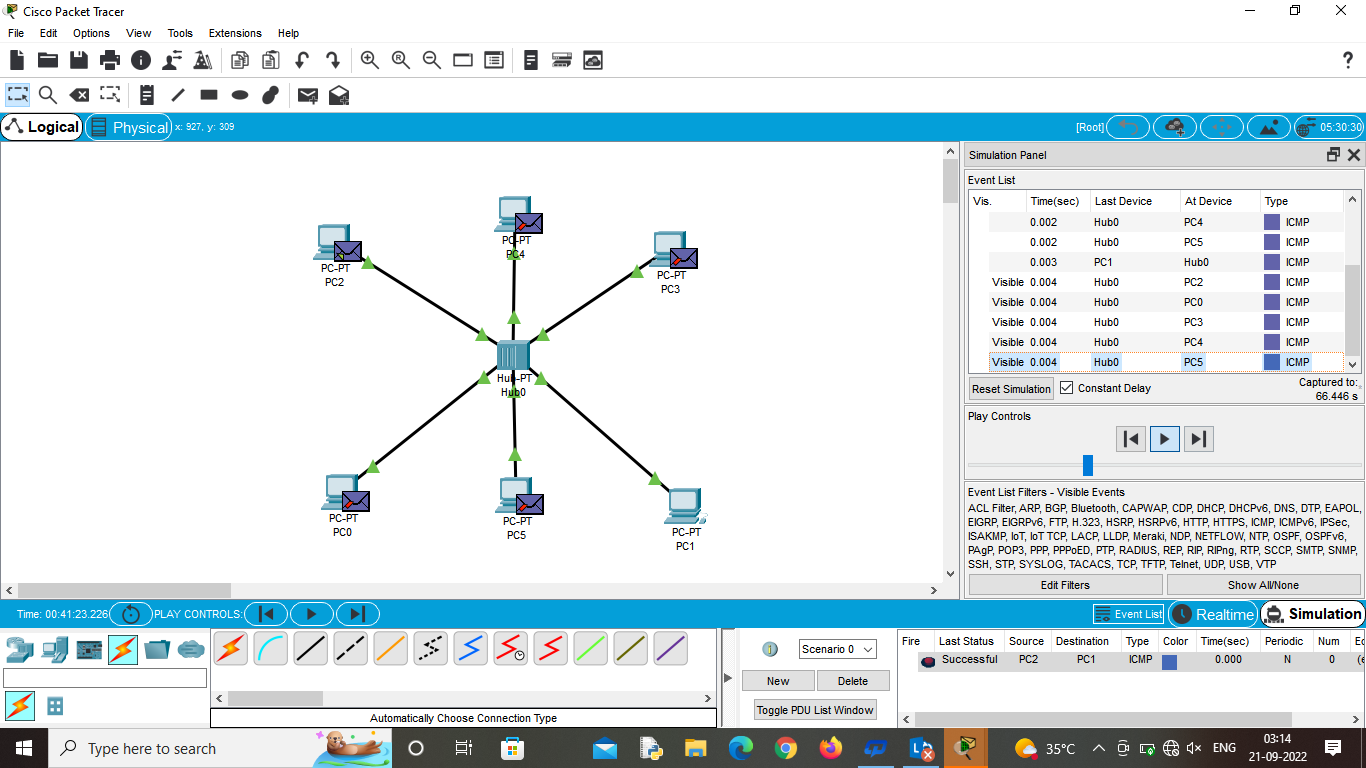 Cisco Packet Tracer
File Edit Options View Tools Extensions Help
?
Logical Physical x: 927, y: 309 [Root] 05:30:30
PC-PT
PC4
PC-PT
PC2
PC-PT
PC3
Hub-PT
Hub0
PC-PT
PC0
PC-PT
PC5
PC-PT
PC1
Simulation Panel
Event List
Vis. Time(sec) Last Device At Device Type
0.002 Hub0 PC4 ICMP
0.002 Hub0 PC5 ICMP
0.003 PC1 Hub0 ICMP
Visible 0.004 Hub0 PC2 ICMP
Visible 0.004 Hub0 PC0 ICMP
Visible 0.004 Hub0 PC3 ICMP
Visible 0.004 Hub0 PC4 ICMP
Visible 0.004 Hub0 PC5 ICMP
Reset Simulation Constant Delay Captured to:
66.446 s
Play Controls
Event List Filters - Visible Events
ACL Filter, ARP, BGP, Bluetooth, CAPWAP, CDP, DHCP, DHCPv6, DNS, DTP, EAPOL,
EIGRP, EIGRPv6, FTP, H.323, HSRP, HSRPv6, HTTP, HTTPS, ICMP, ICMPv6, IPSec,
ISAKMP, IoT, IoT TCP, LACP, LLDP, Meraki, NDP, NETFLOW, NTP, OSPF, OSPFv6,
PAgP, POP3, PPP, PPPoED, PTP, RADIUS, REP, RIP, RIPng, RTP, SCCP, SMTP, SNMP,
SSH, STP, SYSLOG, TACACS, TCP, TFTP, Telnet, UDP, USB, VTP
Edit Filters Show All/None
Time: 00:41:23.226 PLAY CONTROLS: Event List Realtime Simulation
Scenario 0
New Delete
Toggle PDU List Window
Fire Last Status Source Destination Type Color Time(sec) Periodic Num Ec
Successful PC2 PC1 ICMP 0.000 N 0 (e
Automatically Choose Connection Type
Type here to search 35°C ENG 03:14
21-09-2022